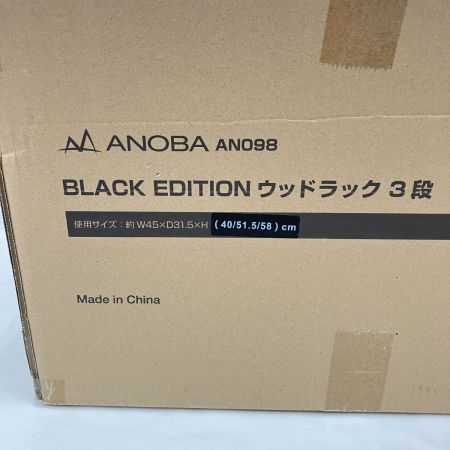 ANOBA AN098
BLACK EDITION ウッドラック 3段
使用サイズ：約 W45×D31.5×H (40/51.5/58) cm
Made in China